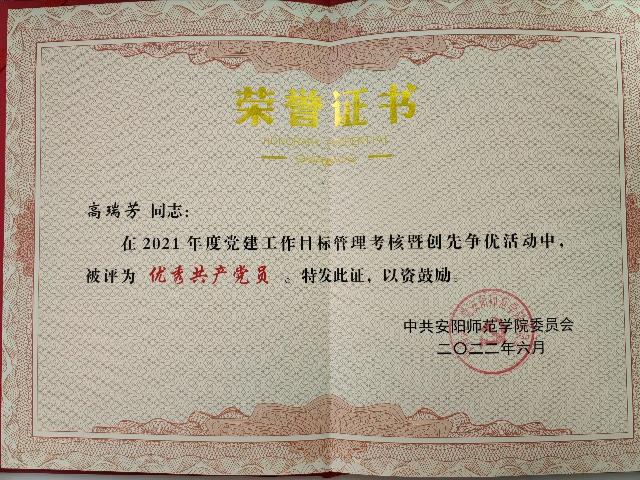 荣誉证书
HONORARY CREDENTIAL
高瑞芳 同志：
在 2021 年度党建工作目标管理考核暨创先争优活动中，
被评为 优秀共产党员 。特发此证，以资鼓励。
中共安阳师范学院委员会
二〇二二年六月